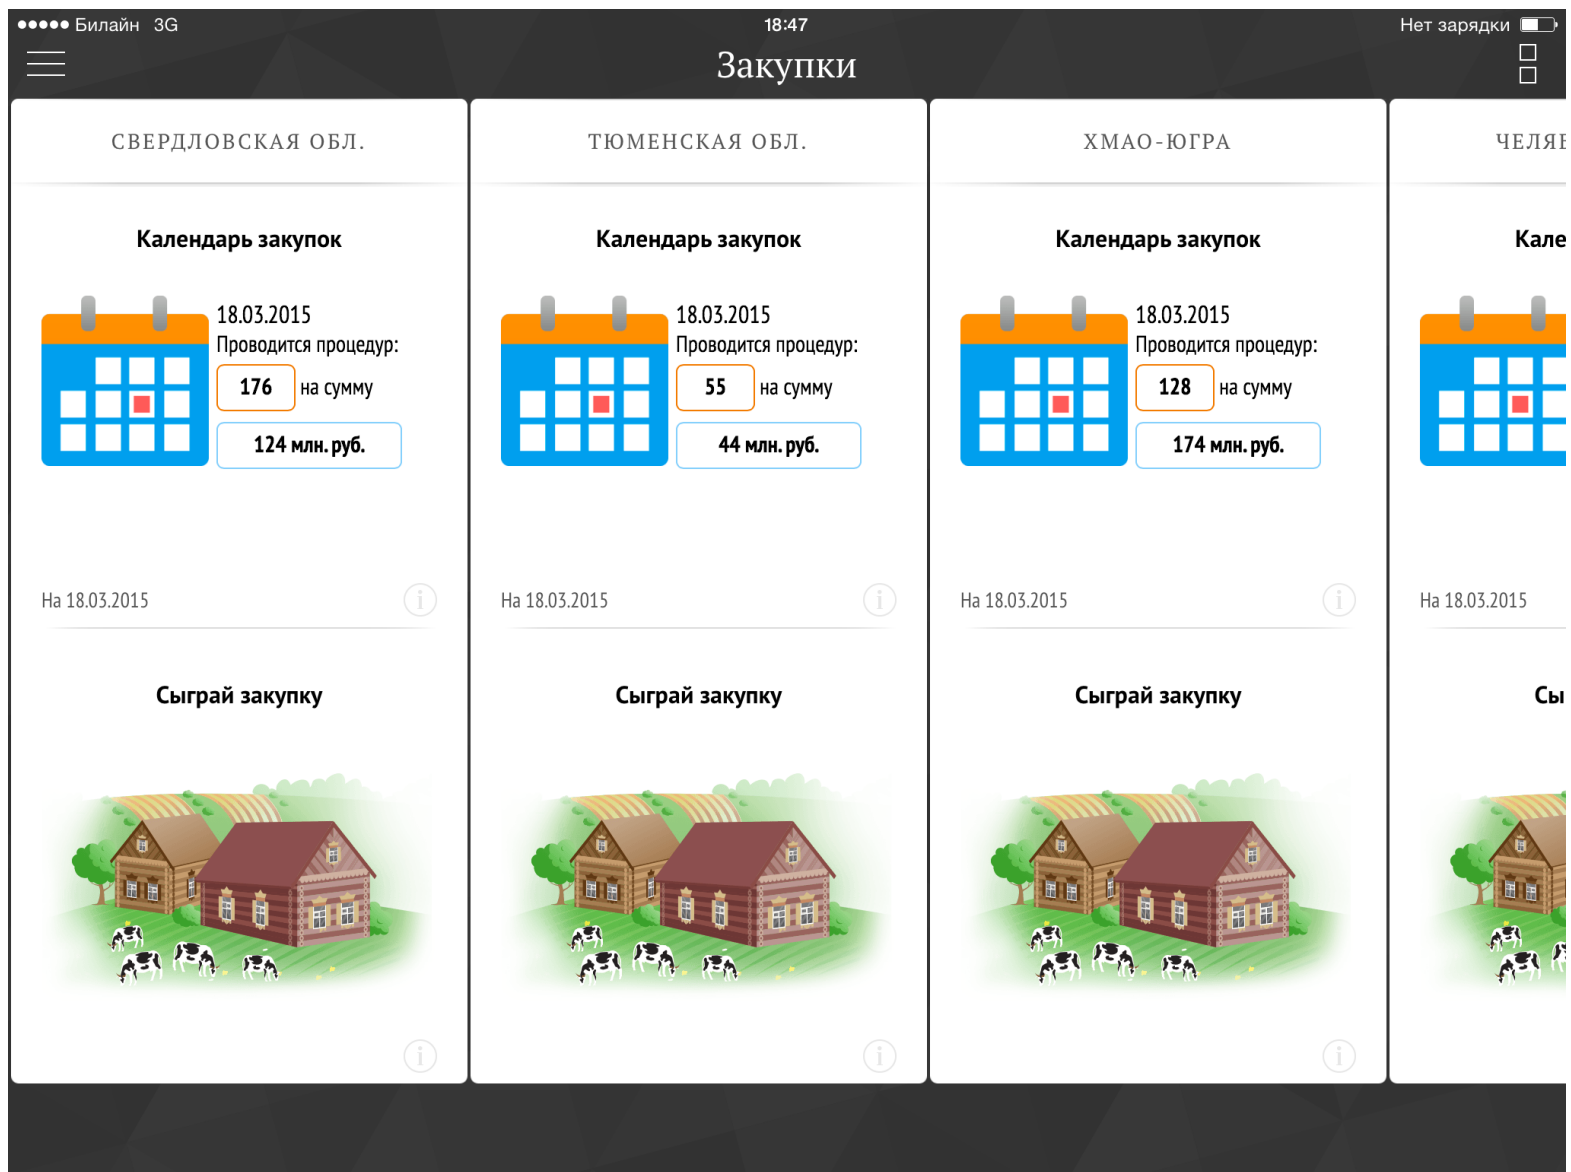 Билайн 3G 18:47 Нет зарядки
Закупки
СВЕРДЛОВСКАЯ ОБЛ.
Календарь закупок
18.03.2015
Проводится процедур:
176 на сумму
124 млн. руб.
На 18.03.2015
Сыграй закупку
ТЮМЕНСКАЯ ОБЛ.
Календарь закупок
18.03.2015
Проводится процедур:
55 на сумму
44 млн. руб.
На 18.03.2015
Сыграй закупку
ХМАО-ЮГРА
Календарь закупок
18.03.2015
Проводится процедур:
128 на сумму
174 млн. руб.
На 18.03.2015
Сыграй закупку
На 18.03.2015